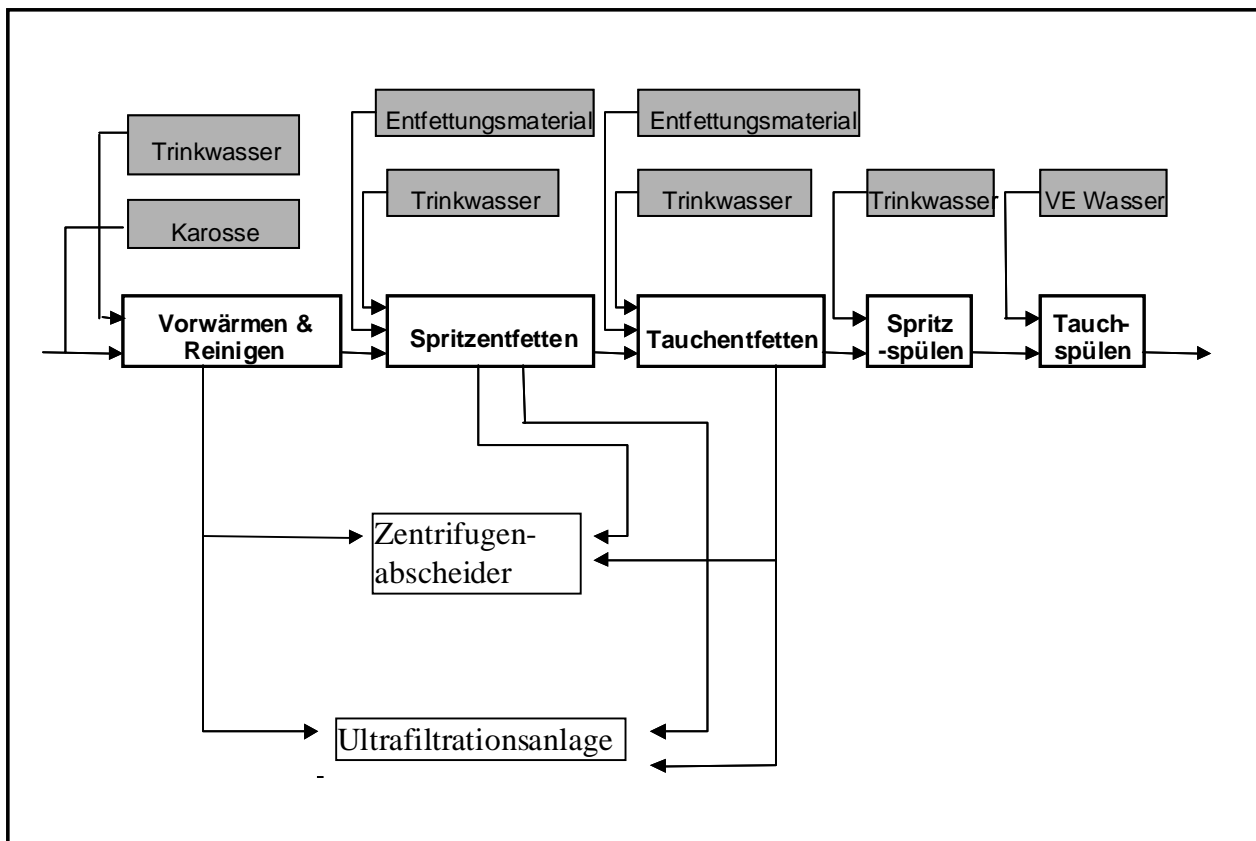 Entfettungsmaterial
Entfettungsmaterial
Trinkwasser
Trinkwasser
Trinkwasser
Trinkwasser
VE Wasser
Karosse
Vorwärmen &
Reinigen
Spritzentfetten
Tauchentfetten
Spritz
-spülen
Tauch-
spülen
Zentrifugen-
abscheider
Ultrafiltrationsanlage
-